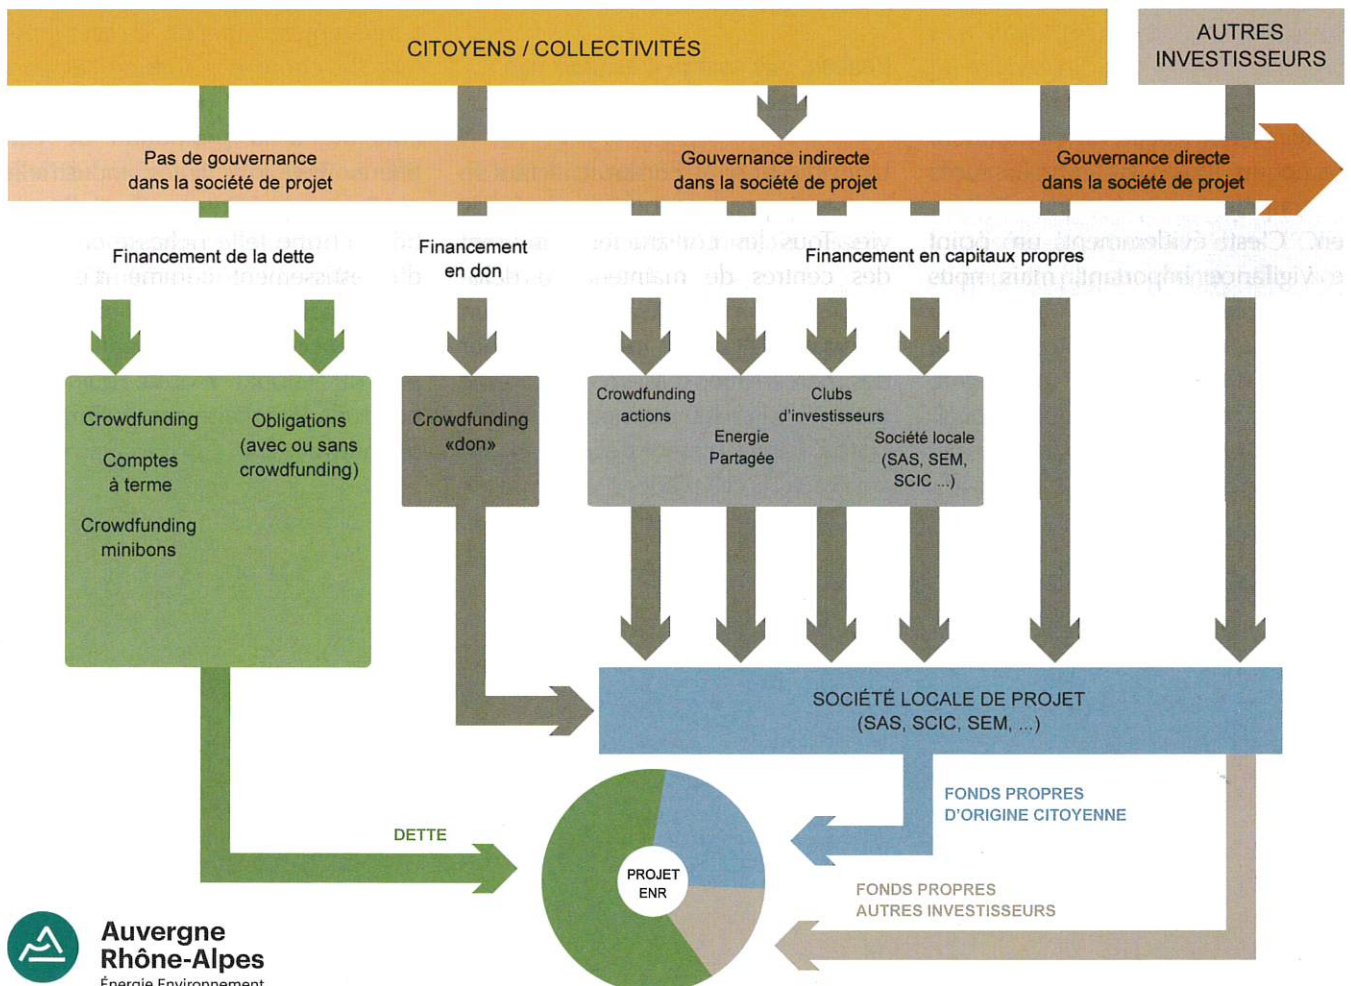 CITOYENS / COLLECTIVITÉS
AUTRES
INVESTISSEURS
Pas de gouvernance
dans la société de projet
Gouvernance indirecte
dans la société de projet
Gouvernance directe
dans la société de projet
Financement de la dette
Financement
en don
Financement en capitaux propres
Crowdfunding
Comptes
à terme
Crowdfunding
minibons
Obligations
(avec ou sans
crowdfunding)
Crowdfunding
«don»
Crowdfunding
actions
Energie
Partagée
Clubs
d'investisseurs
Société locale
(SAS, SEM,
SCIC ...)
SOCIÉTÉ LOCALE DE PROJET
(SAS, SCIC, SEM, ...)
FONDS PROPRES
D'ORIGINE CITOYENNE
DETTE
PROJET
ENR
FONDS PROPRES
AUTRES INVESTISSEURS
Auvergne
Rhône-Alpes
Énergie Environnement